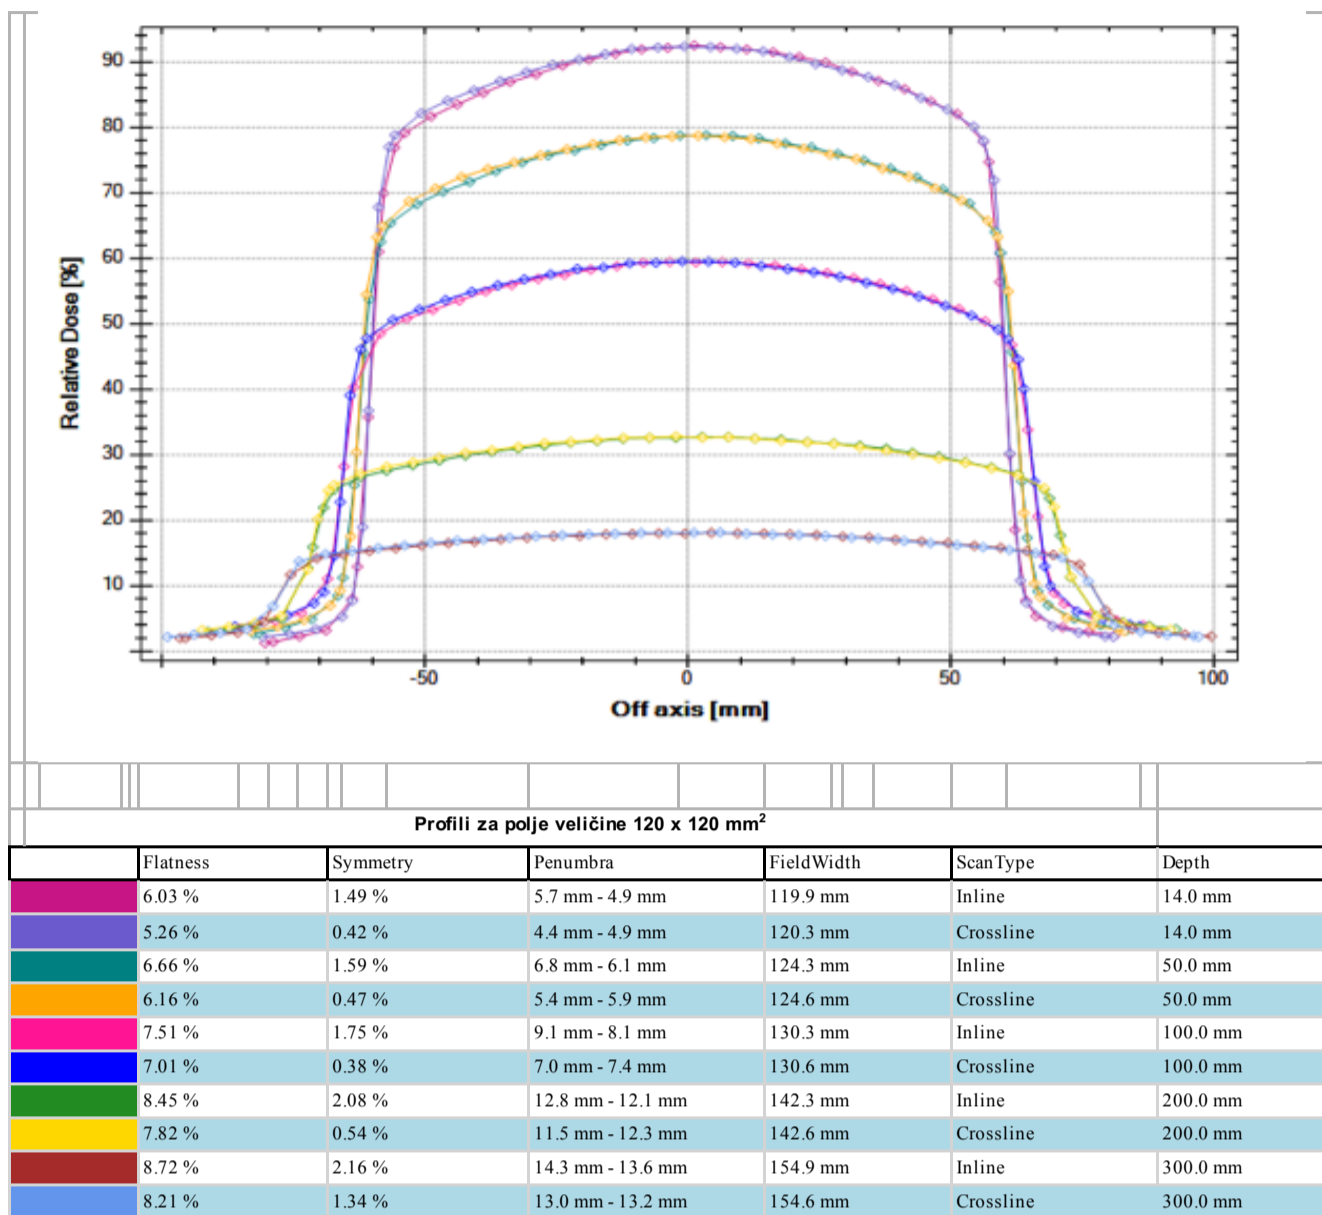 90
80
70
60
50
40
30
20
10
Relative Dose [%]
-50 0 50 100
Off axis [mm]
Profili za polje veličine 120 x 120 mm²
Flatness Symmetry Penumbra FieldWidth ScanType Depth
6.03 % 1.49 % 5.7 mm - 4.9 mm 119.9 mm Inline 14.0 mm
5.26 % 0.42 % 4.4 mm - 4.9 mm 120.3 mm Crossline 14.0 mm
6.66 % 1.59 % 6.8 mm - 6.1 mm 124.3 mm Inline 50.0 mm
6.16 % 0.47 % 5.4 mm - 5.9 mm 124.6 mm Crossline 50.0 mm
7.51 % 1.75 % 9.1 mm - 8.1 mm 130.3 mm Inline 100.0 mm
7.01 % 0.38 % 7.0 mm - 7.4 mm 130.6 mm Crossline 100.0 mm
8.45 % 2.08 % 12.8 mm - 12.1 mm 142.3 mm Inline 200.0 mm
7.82 % 0.54 % 11.5 mm - 12.3 mm 142.6 mm Crossline 200.0 mm
8.72 % 2.16 % 14.3 mm - 13.6 mm 154.9 mm Inline 300.0 mm
8.21 % 1.34 % 13.0 mm - 13.2 mm 154.6 mm Crossline 300.0 mm